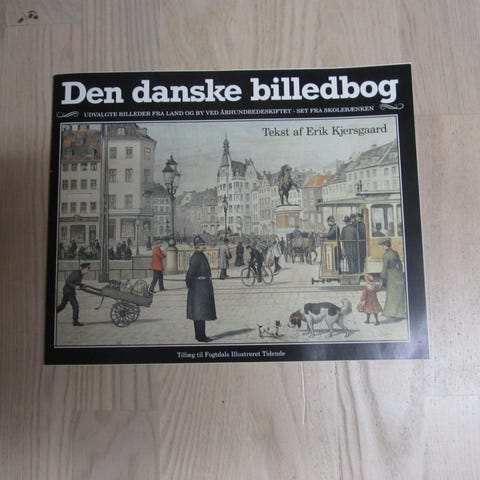 Den danske billedbog
UDVALGTE BILLEDER FRA LAND OG BY VED ÅRHUNDREDESKIFTET - SET FRA SKOLEBÆNKEN
Tekst af Erik Kjersgaard
Tillæg til Fogtdals Illustreret Tidende